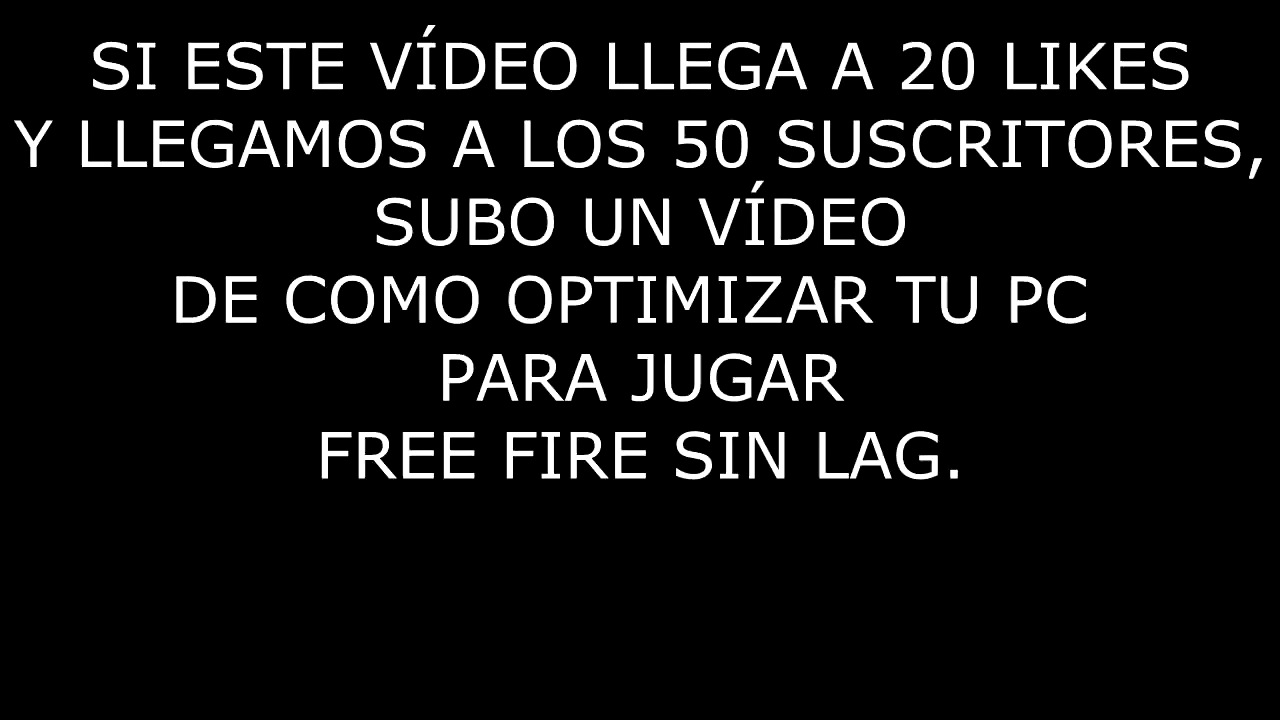 SI ESTE VÍDEO LLEGA A 20 LIKES
Y LLEGAMOS A LOS 50 SUSCRITORES,
SUBO UN VÍDEO
DE COMO OPTIMIZAR TU PC
PARA JUGAR
FREE FIRE SIN LAG.